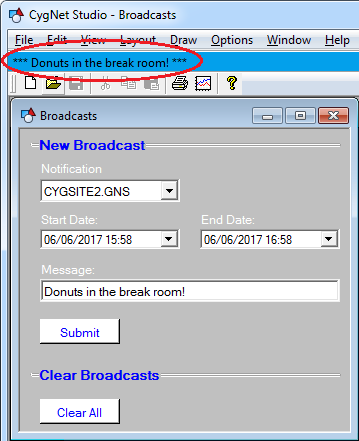 CygNet Studio - Broadcasts
File Edit View Layout Draw Options Window Help
*** Donuts in the break room! ***
Broadcasts
New Broadcast
Notification
CYGSITE2.GNS
Start Date: End Date:
06/06/2017 15:58 06/06/2017 16:58
Message:
Donuts in the break room!
Submit
Clear Broadcasts
Clear All